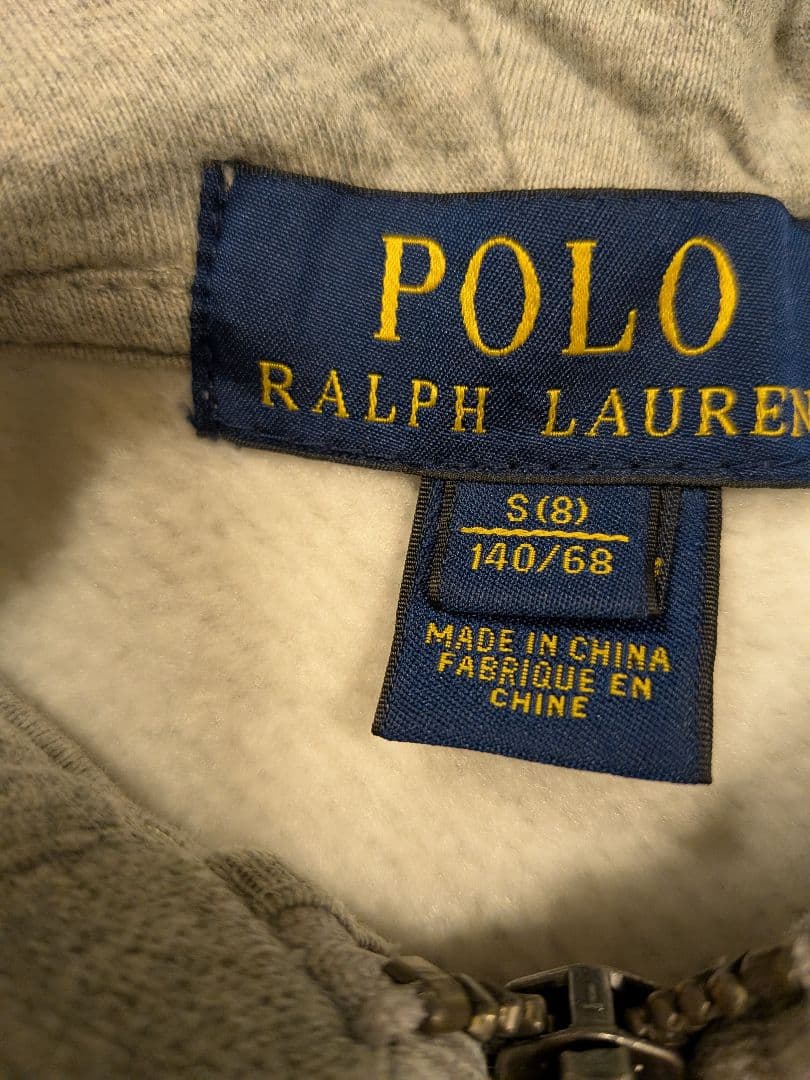 POLO
RALPH LAUREN
S(8)
140/68
MADE IN CHINA
FABRIQUE EN
CHINE